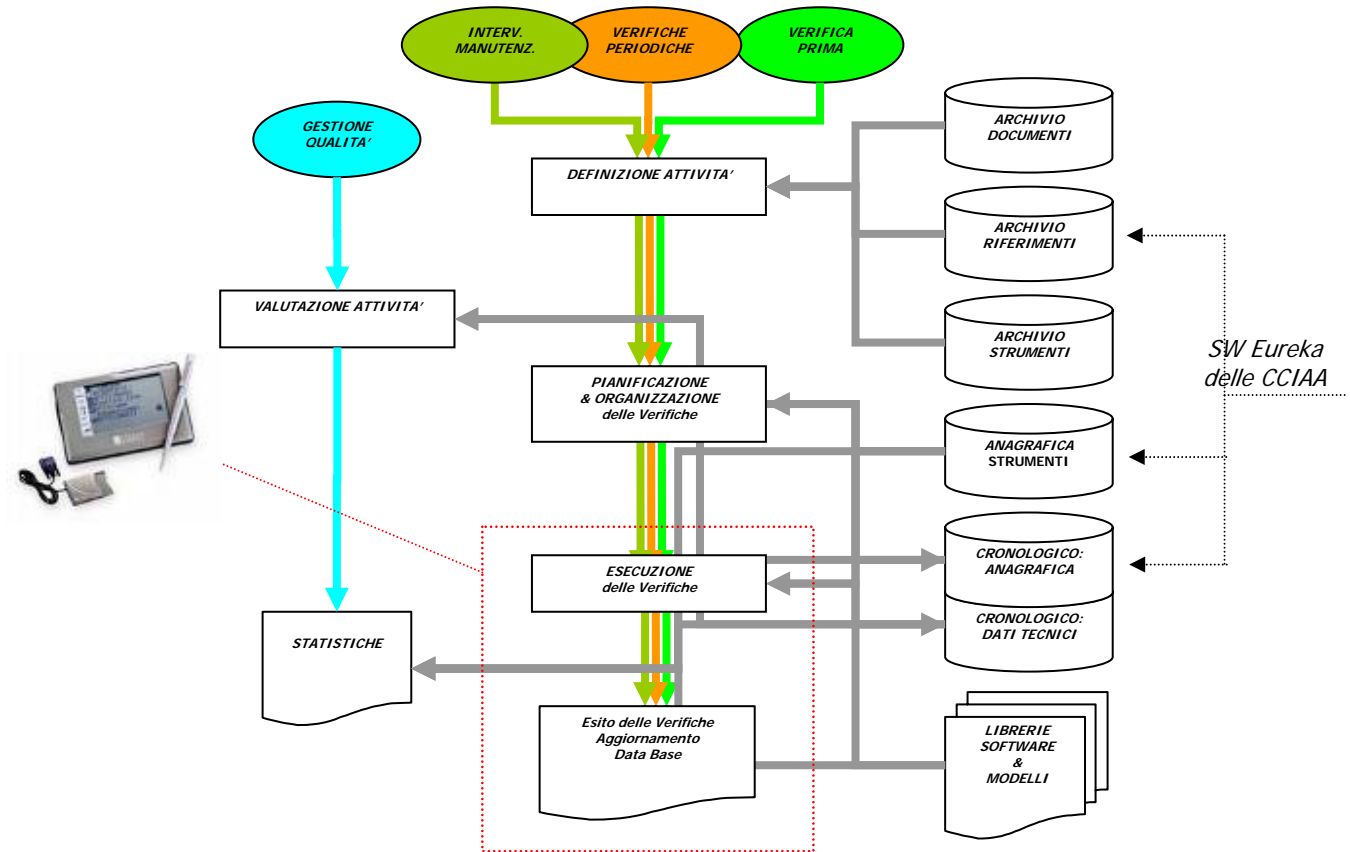 INTERV.
MANUTENZ.
VERIFICHE
PERIODICHE
VERIFICA
PRIMA
GESTIONE
QUALITA'
ARCHIVIO
DOCUMENTI
DEFINIZIONE ATTIVITA'
ARCHIVIO
RIFERIMENTI
VALUTAZIONE ATTIVITA'
ARCHIVIO
STRUMENTI
SW Eureka
delle CCIAA
PIANIFICAZIONE
& ORGANIZZAZIONE
delle Verifiche
ANAGRAFICA
STRUMENTI
ESECUZIONE
delle Verifiche
CRONOLOGICO:
ANAGRAFICA
CRONOLOGICO:
DATI TECNICI
STATISTICHE
Esito delle Verifiche
Aggiornamento
Data Base
LIBRERIE
SOFTWARE
&
MODELLI